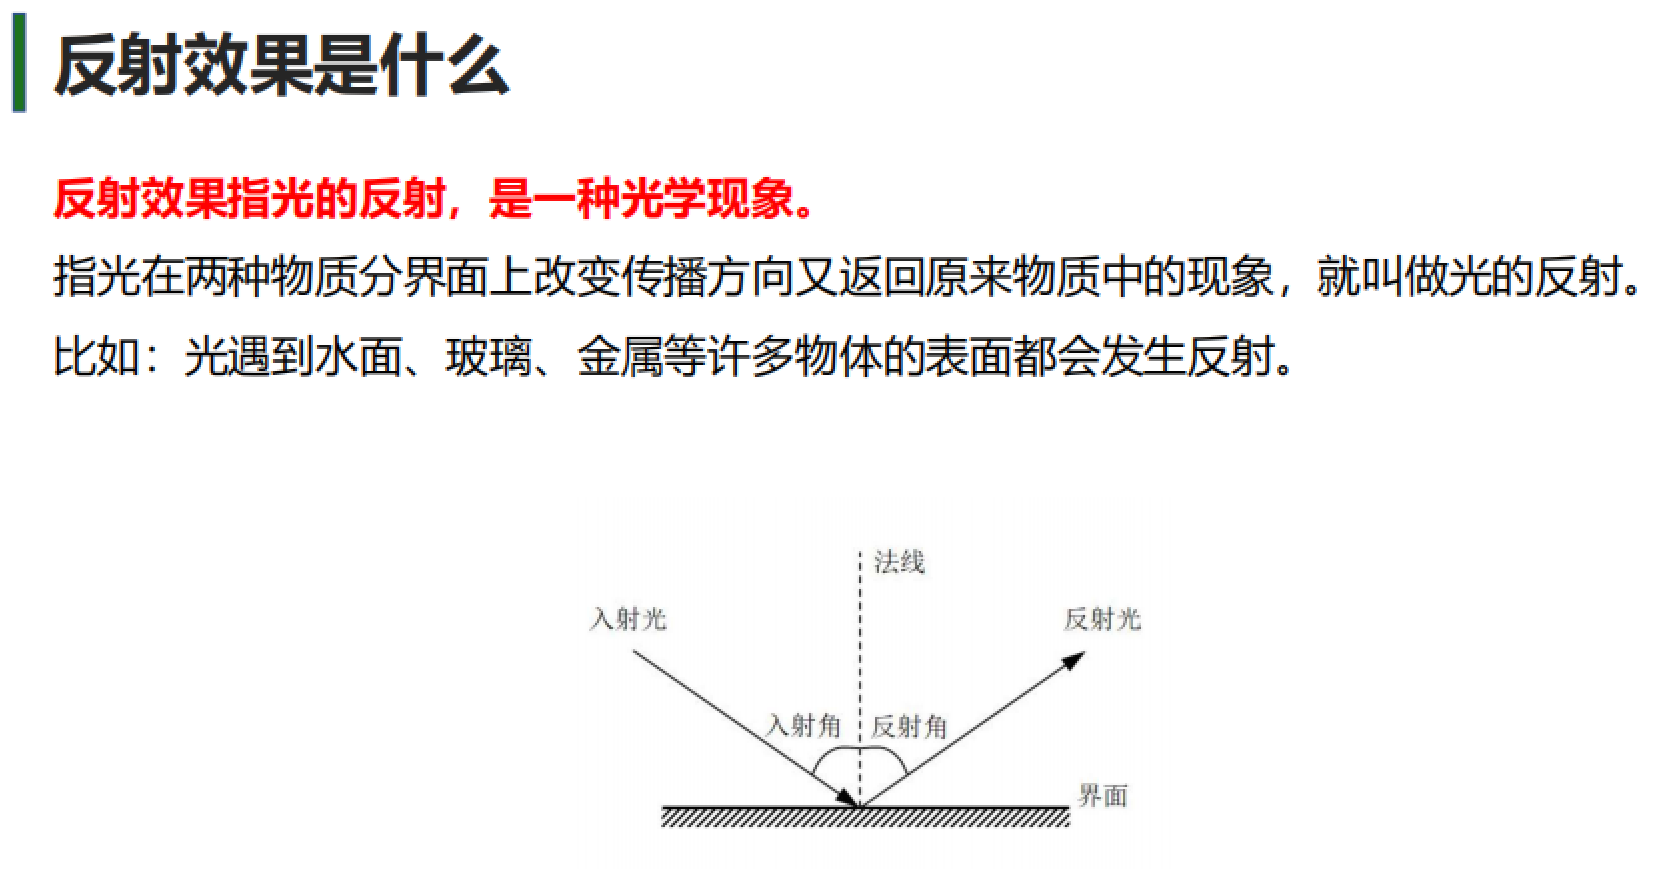 反射效果是什么
反射效果指光的反射，是一种光学现象。
指光在两种物质分界面上改变传播方向又返回原来物质中的现象，就叫做光的反射。
比如：光遇到水面、玻璃、金属等许多物体的表面都会发生反射。
法线
入射光
反射光
入射角
反射角
界面